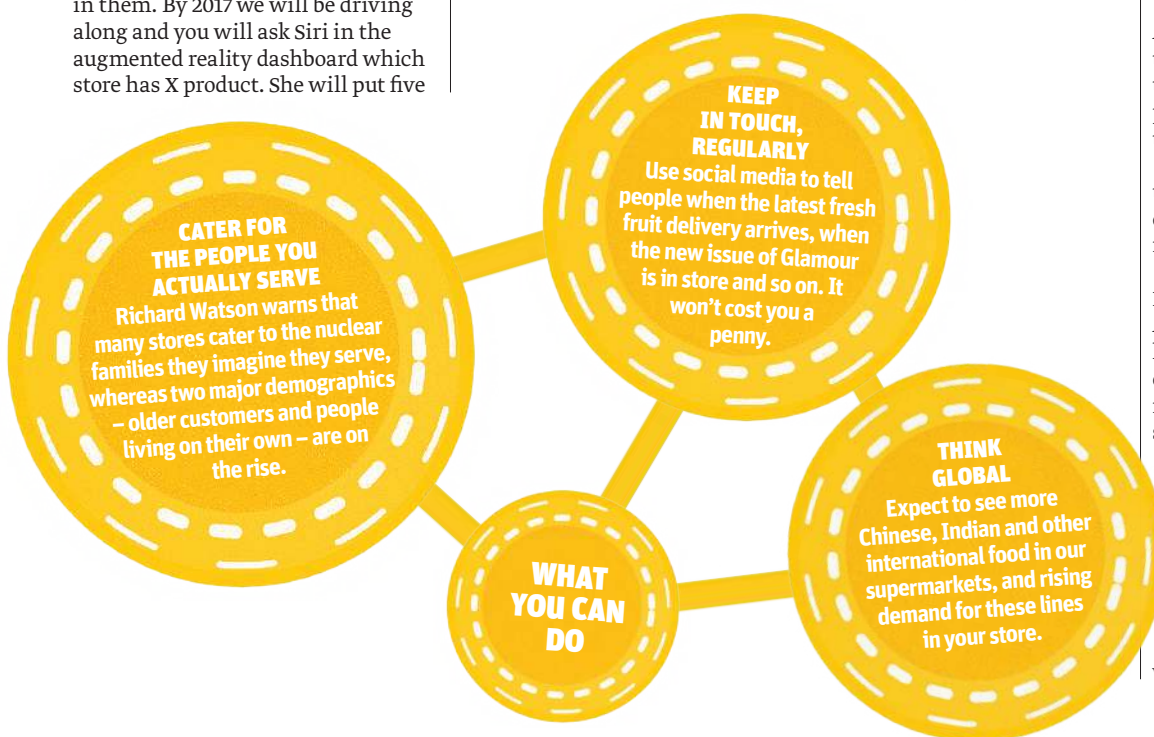 in them. By 2017 we will be driving
along and you will ask Siri in the
augmented reality dashboard which
store has X product. She will put five
CATER FOR
THE PEOPLE YOU
ACTUALLY SERVE
Richard Watson warns that
many stores cater to the nuclear
families they imagine they serve,
whereas two major demographics
– older customers and people
living on their own – are on
the rise.
KEEP
IN TOUCH,
REGULARLY
Use social media to tell
people when the latest fresh
fruit delivery arrives, when
the new issue of Glamour
is in store and so on. It
won't cost you a
penny.
THINK
GLOBAL
Expect to see more
Chinese, Indian and other
international food in our
supermarkets, and rising
demand for these lines
in your store.
WHAT
YOU CAN
DO